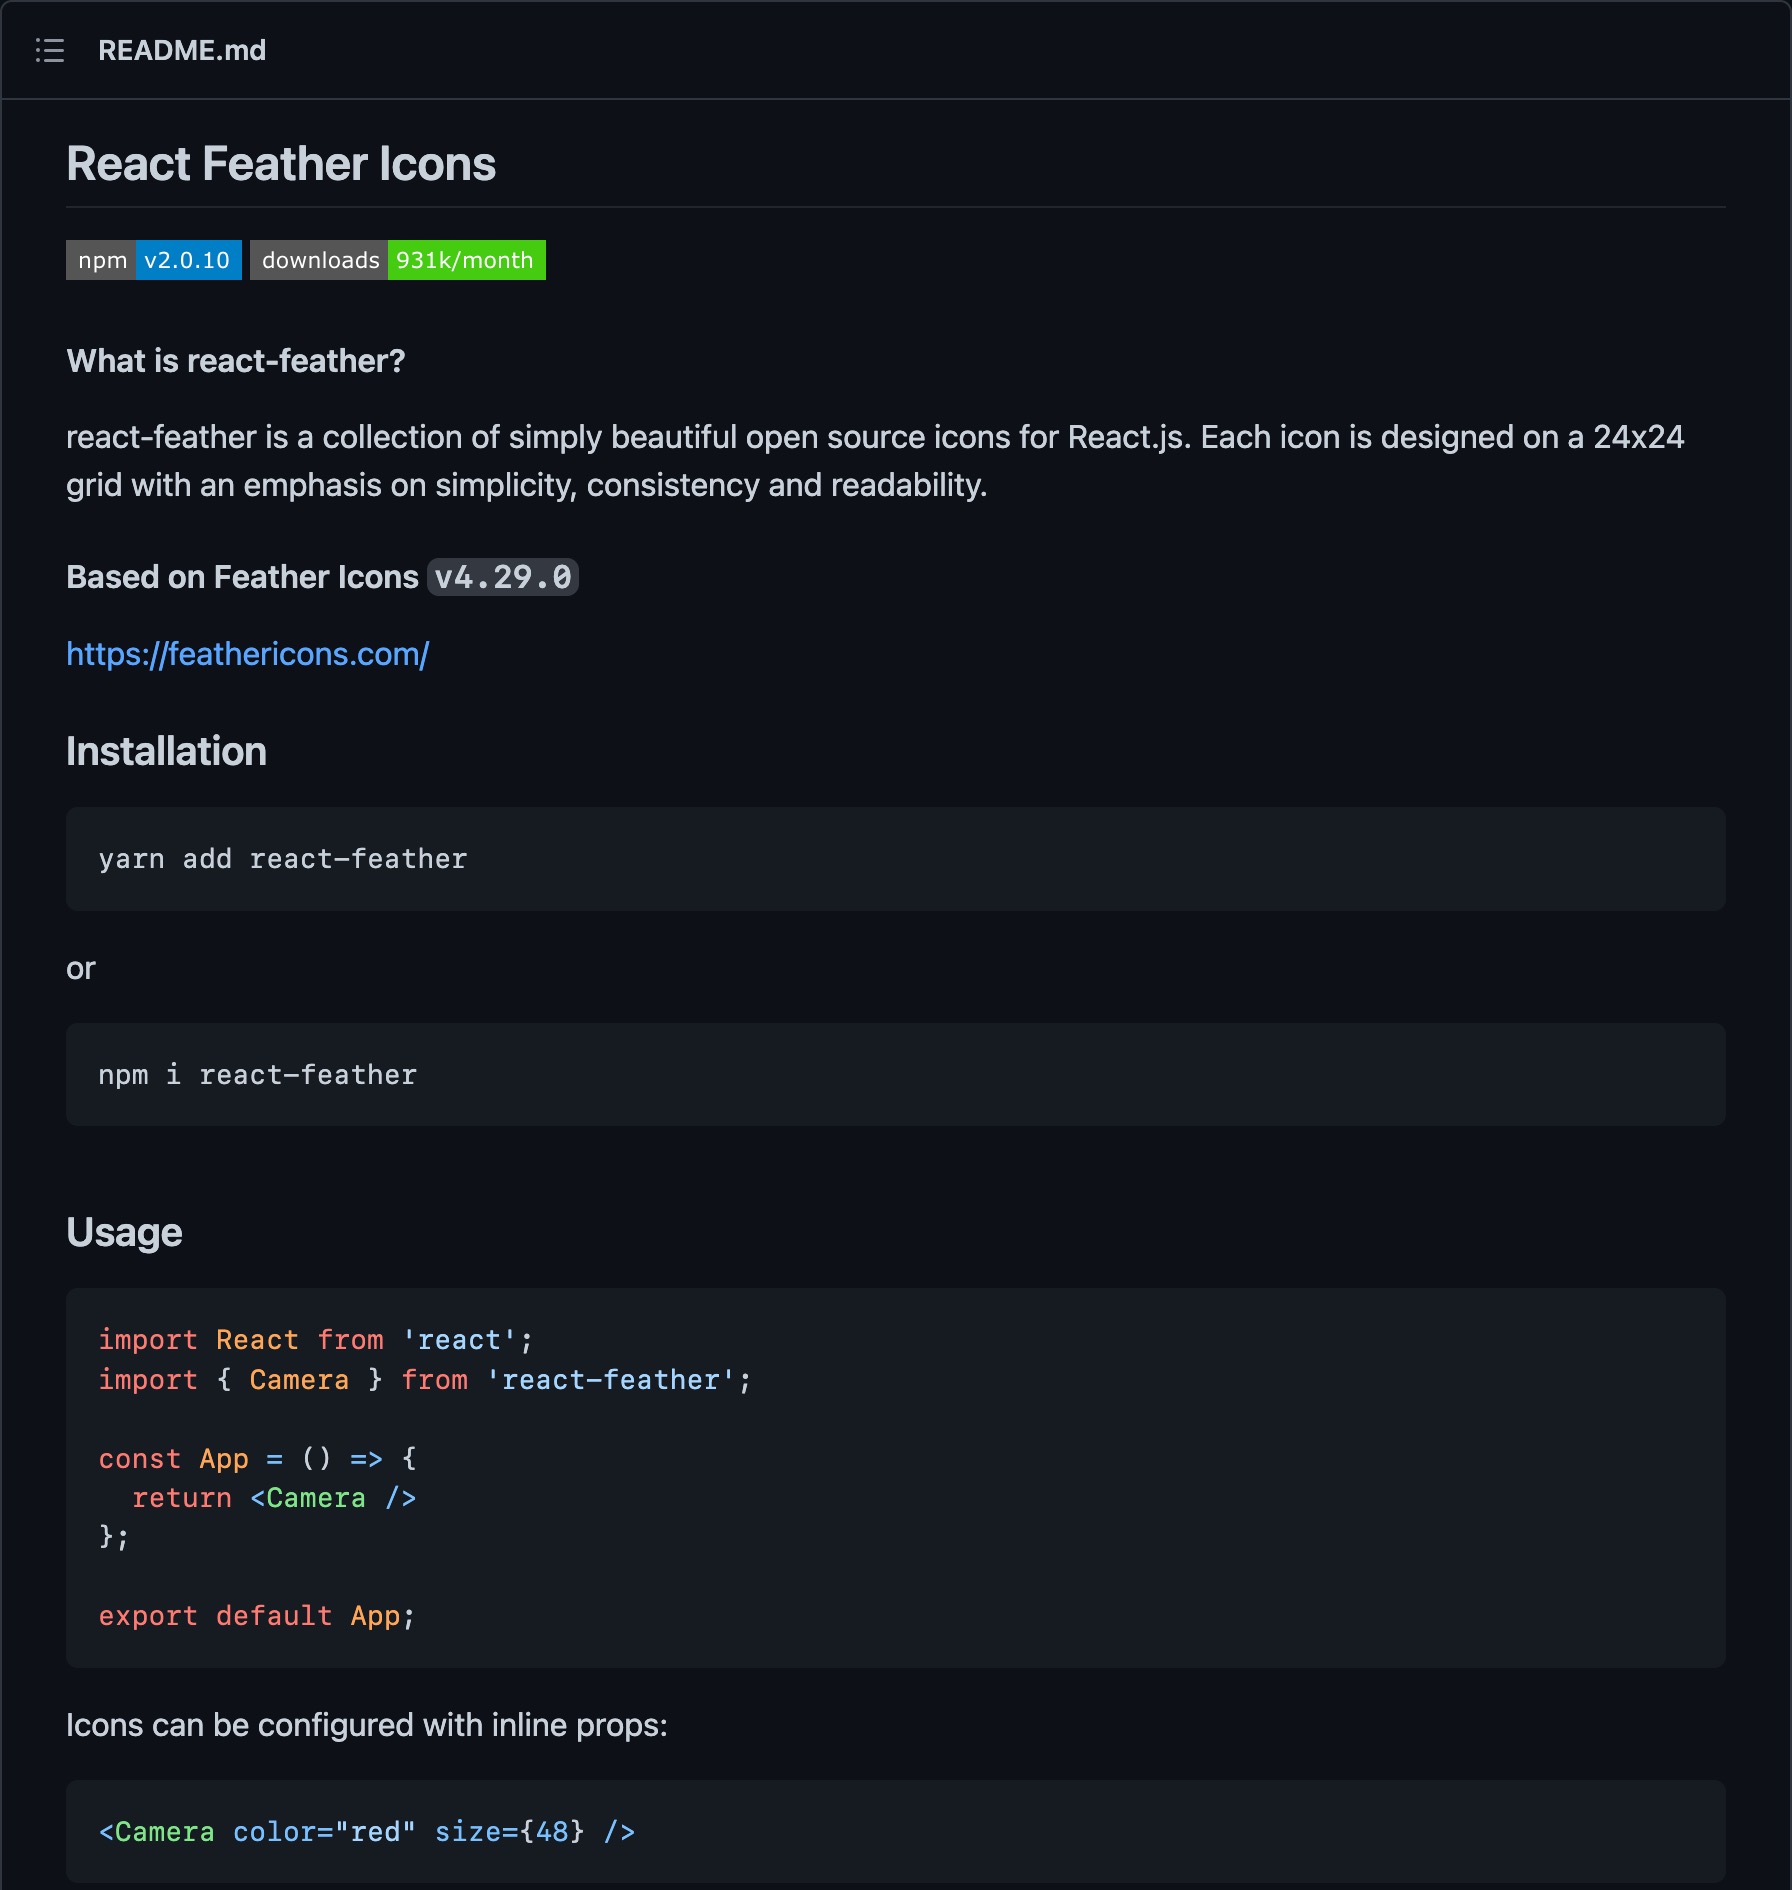 README.md
React Feather Icons
npm v2.0.10 downloads 931k/month
What is react-feather?
react-feather is a collection of simply beautiful open source icons for React.js. Each icon is designed on a 24x24
grid with an emphasis on simplicity, consistency and readability.
Based on Feather Icons v4.29.0
https://feathericons.com/
Installation
yarn add react-feather
or
npm i react-feather
Usage
import React from 'react';
import { Camera } from 'react-feather';
const App = () => {
  return <Camera />
};
export default App;
Icons can be configured with inline props:
<Camera color="red" size={48} />